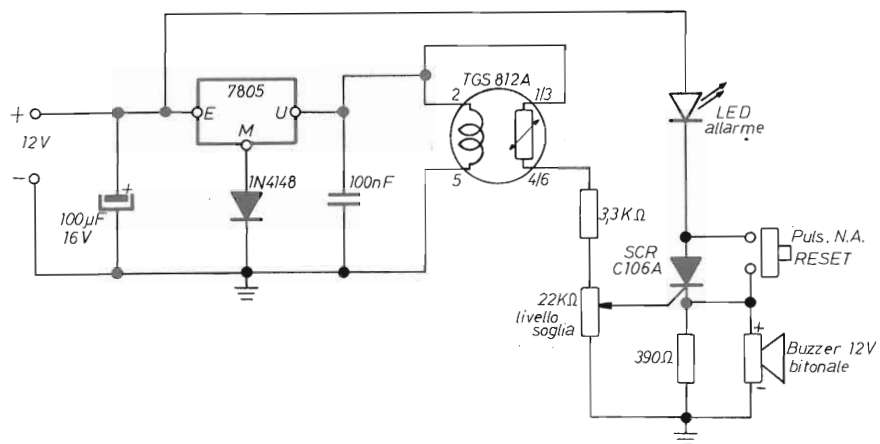 7805
E
U
M
+
12V
-
+
100µF
16V
1N4148
100nF
TGS 812A
2
1/3
5
4/6
LED
allarme
3,3KΩ
SCR
C106A
Puls. N.A.
RESET
22KΩ
livello
soglia
390Ω
+
Buzzer 12V
bitonale
-